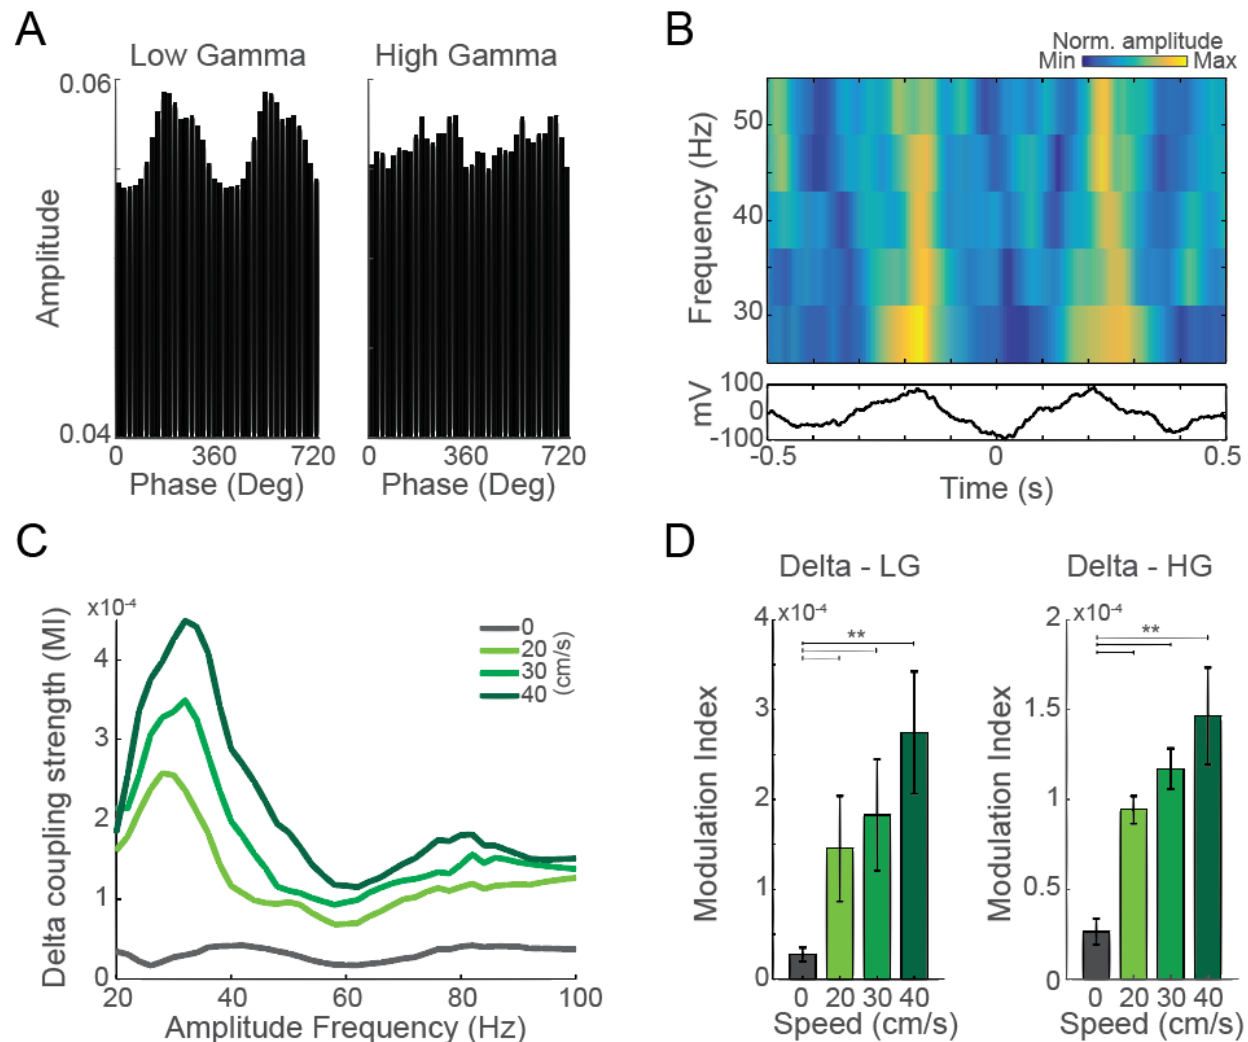 A
Low Gamma
High Gamma
0.06
0.04
Amplitude
0 360 720
0 360 720
Phase (Deg)
Phase (Deg)
B
Norm. amplitude
Min Max
50
40
30
Frequency (Hz)
100
0
-100
mV
-0.5 0 0.5
Time (s)
C
x10-4
4
3
2
1
0
Delta coupling strength (MI)
0
20
30
40
(cm/s)
20 40 60 80 100
Amplitude Frequency (Hz)
D
Delta - LG
x10-4
4
3
2
1
0
**
Modulation Index
0 20 30 40
Speed (cm/s)
Delta - HG
x10-4
2
1.5
1
0.5
0
**
Modulation Index
0 20 30 40
Speed (cm/s)